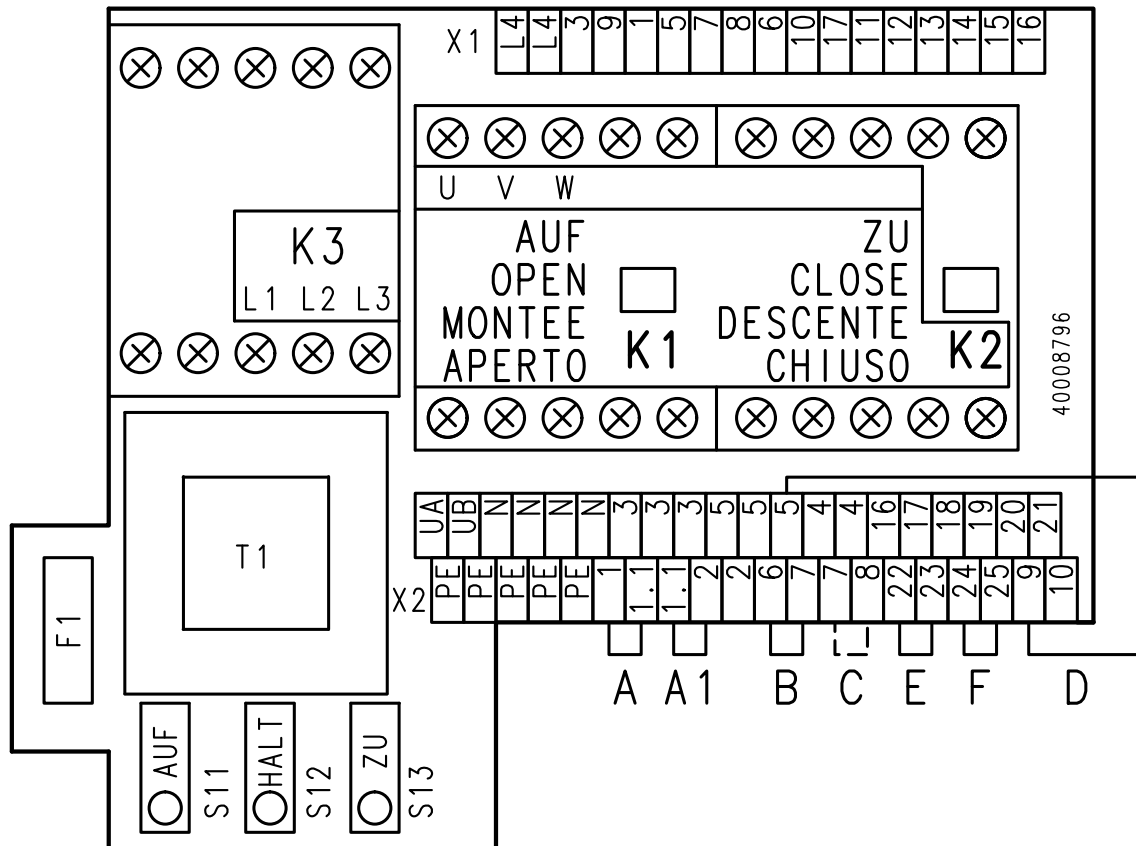 X1 L4 L4 3 9 1 5 7 8 6 10 17 11 12 13 14 15 16
U V W
K3
L1 L2 L3
AUF
OPEN
MONTEE
APERTO
K1
ZU
CLOSE
DESCENTE
CHIUSO
K2
40008796
T1
F1
UA UB N N N N 3 3 3 5 5 5 4 4 16 17 18 19 20 21
X2 PE PE PE PE PE 1 1.1 1.1 2 2 6 7 7 8 22 23 24 25 9 10
A A1 B C E F D
AUF S11
HALT S12
ZU S13